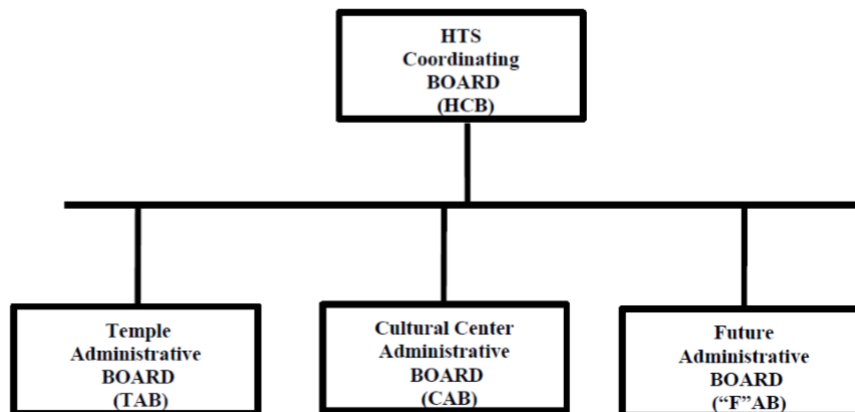 HTS
Coordinating
BOARD
(HCB)
Temple
Administrative
BOARD
(TAB)
Cultural Center
Administrative
BOARD
(CAB)
Future
Administrative
BOARD
(“F”AB)